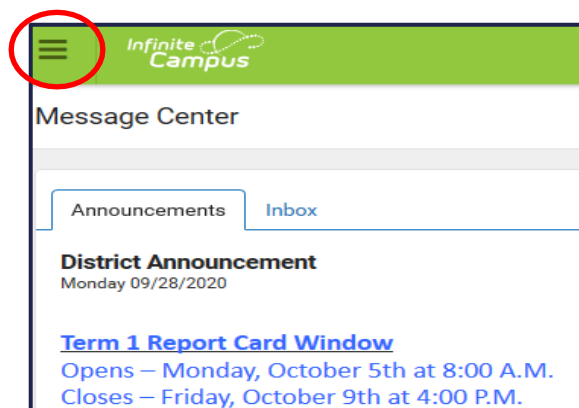 Infinite
Campus
Message Center
Announcements Inbox
District Announcement
Monday 09/28/2020
Term 1 Report Card Window
Opens – Monday, October 5th at 8:00 A.M.
Closes – Friday, October 9th at 4:00 P.M.